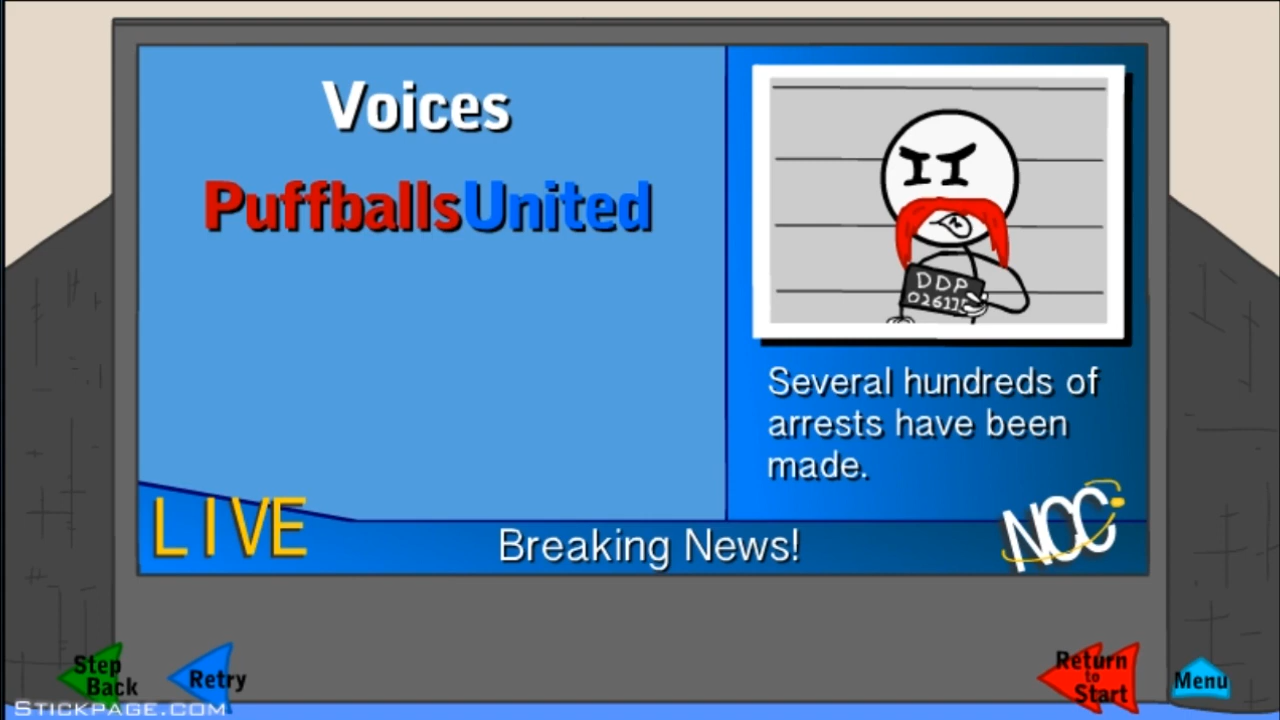 Voices
PuffballsUnited
DDP
Several hundreds of
arrests have been
made.
LIVE
Breaking News!
NCC
Step
Back
Retry
Return
to
Start
Menu
STICKPAGE.COM